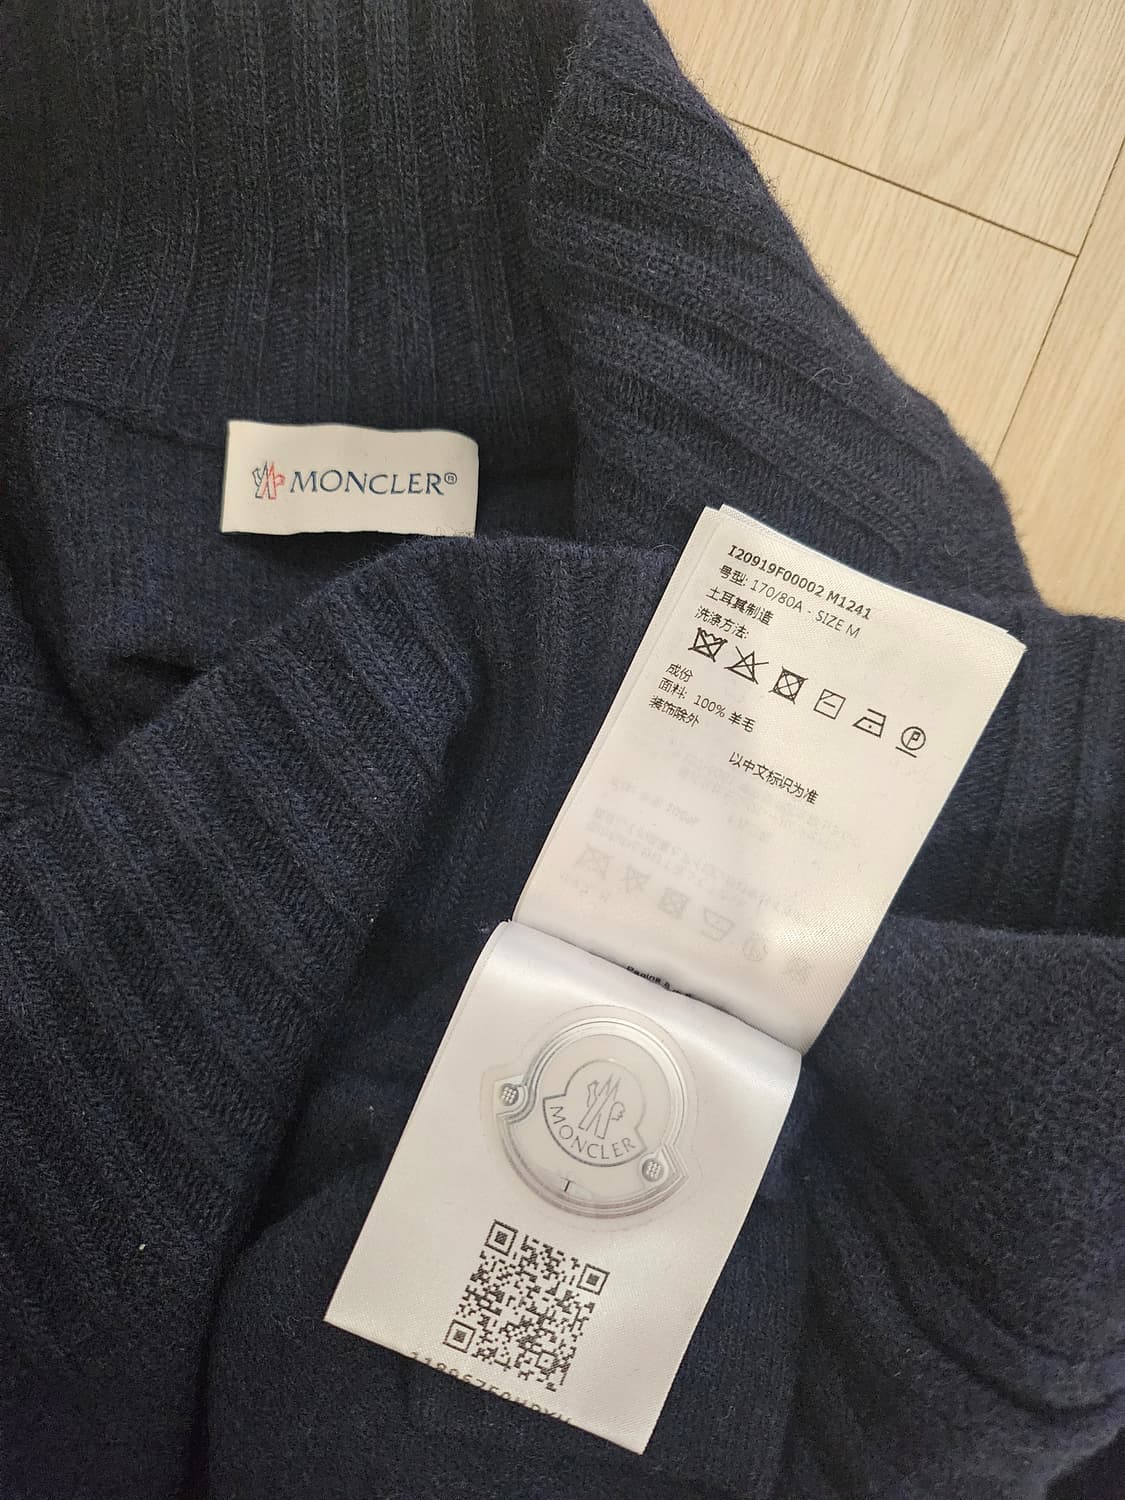 MONCLER®
I20919F00002 M1241
号型: 170/80A : SIZE M
土耳其制造
洗涤方法:
P
成份
面料: 100% 羊毛
装饰除外
以中文标识为准
MONCLER
T